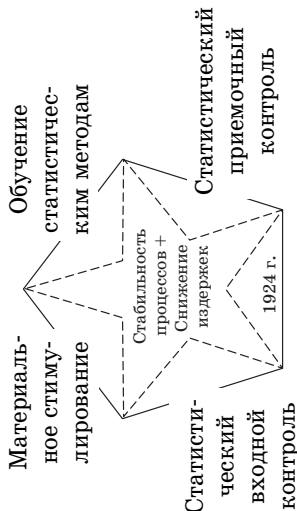 Материаль-
ное стиму-
лирование
Обучение
статистичес-
ким методам
Стабильность
процессов +
Снижение
издержек
1924 г.
Статисти-
ческий
входной
контроль
Статистический
приемочный
контроль